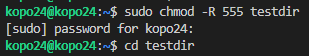 kopo24@kopo24:~$ sudo chmod -R 555 testdir
[sudo] password for kopo24:
kopo24@kopo24:~$ cd testdir